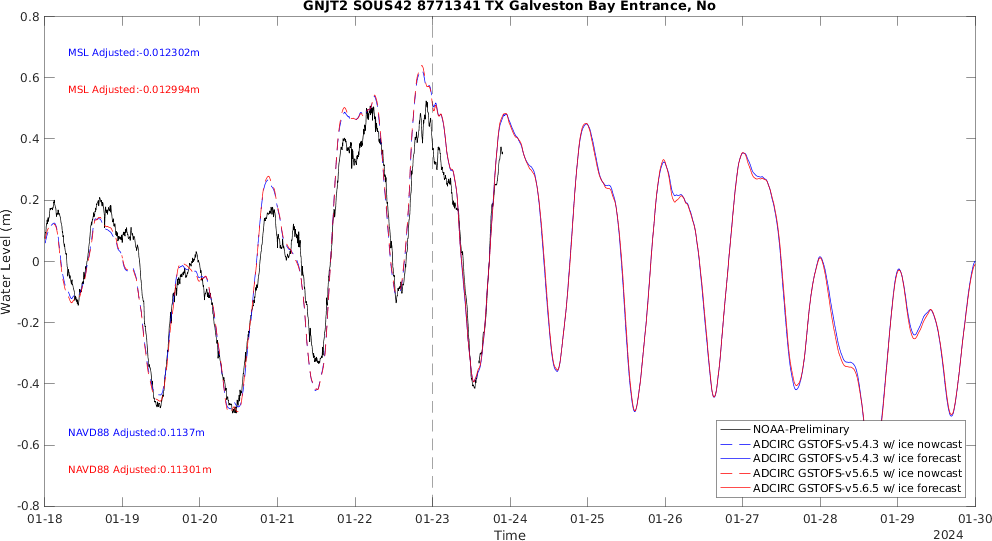 GNJT2 SOUS42 8771341 TX Galveston Bay Entrance, No
0.8
0.6
0.4
0.2
0
-0.2
-0.4
-0.6
-0.8
Water Level (m)
MSL Adjusted:-0.012302m
MSL Adjusted:-0.012994m
NAVD88 Adjusted:0.1137m
NAVD88 Adjusted:0.11301m
NOAA-Preliminary
ADCIRC GSTOFS-v5.4.3 w/ ice nowcast
ADCIRC GSTOFS-v5.4.3 w/ ice forecast
ADCIRC GSTOFS-v5.6.5 w/ ice nowcast
ADCIRC GSTOFS-v5.6.5 w/ ice forecast
01-18 01-19 01-20 01-21 01-22 01-23 01-24 01-25 01-26 01-27 01-28 01-29 01-30
Time
2024